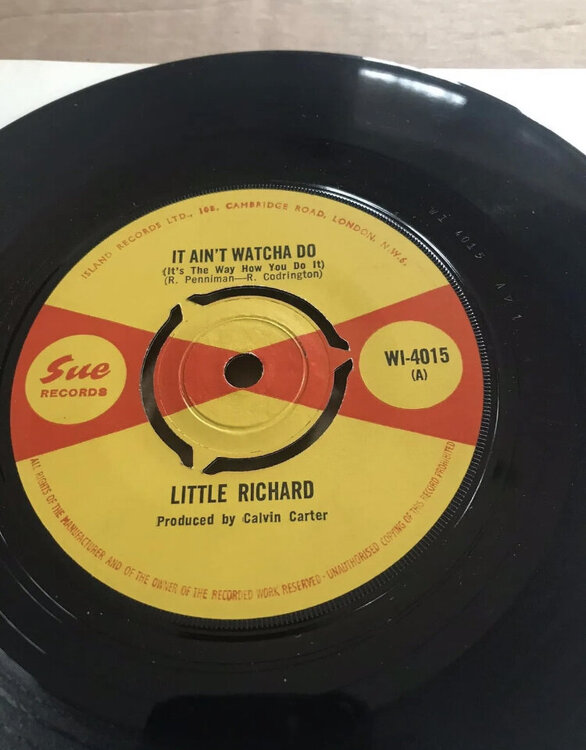 ISLAND RECORDS LTD., 108, CAMBRIDGE ROAD, LONDON, N.W.6.
IT AIN'T WATCHA DO
(It's The Way How You Do It)
(R. Penniman—R. Codrington)
Sue
RECORDS
WI-4015
(A)
LITTLE RICHARD
Produced by Calvin Carter
ALL RIGHTS OF THE MANUFACTURER AND OF THE OWNER OF THE RECORDED WORK RESERVED - UNAUTHORISED COPYING OF THIS RECORD PROHIBITED
WI 4015